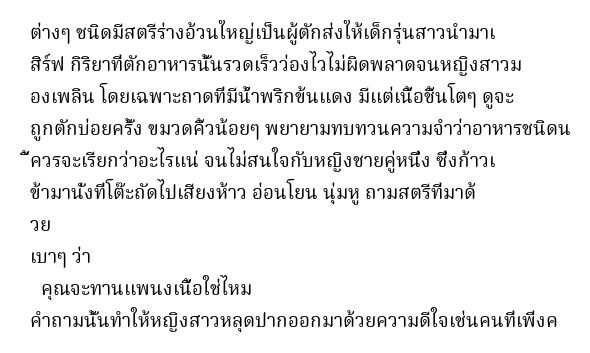 ต่างๆ ชนิดมีสตรีร่างอ้วนใหญ่เป็นผู้ตักส่งให้เด็กรุ่นสาวนำมาเ
สิร์ฟ กิริยาที่ตักอาหารนั้นรวดเร็วว่องไวไม่ผิดพลาดจนหญิงสาวม
องเพลิน โดยเฉพาะถาดที่มีน้ำพริกข้นแดง มีแต่เนื้อชิ้นโตๆ ดูจะ
ถูกตักบ่อยครั้ง ขมวดคิ้วน้อยๆ พยายามทบทวนความจำว่าอาหารชนิดน
ี้ควรจะเรียกว่าอะไรแน่ จนไม่สนใจกับหญิงชายคู่หนึ่ง ซึ่งก้าวเ
ข้ามานั่งที่โต๊ะถัดไปเสียงห้าว อ่อนโยน นุ่มหู ถามสตรีที่มาด้
วย
เบาๆ ว่า
คุณจะทานแพนงเนื้อใช่ไหม
คำถามนั้นทำให้หญิงสาวหลุดปากออกมาด้วยความดีใจเช่นคนที่เพิ่งค